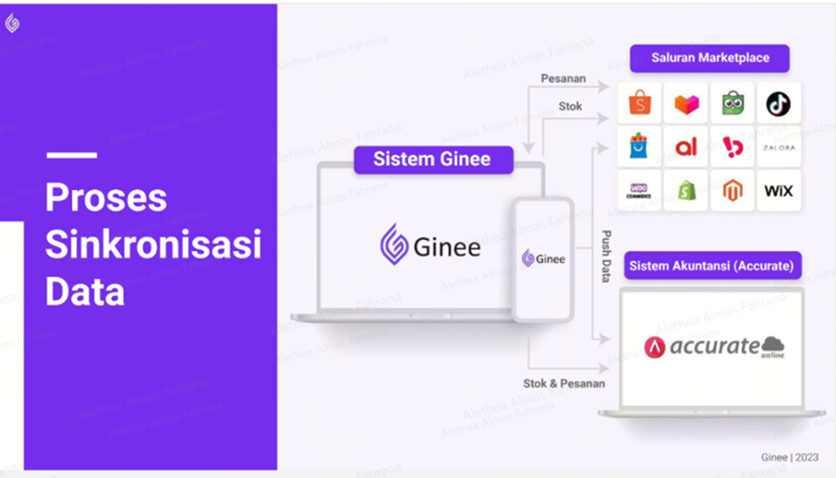 Proses
Sinkronisasi
Data
Sistem Ginee
Ginee
Ginee
Pesanan
Stok
Push Data
Stok & Pesanan
Saluran Marketplace
S
al
ZALORA
WOO
COMMERCE
WiX
Sistem Akuntansi (Accurate)
accurate
online
Ginee | 2023
Alethea Almas Fahrana